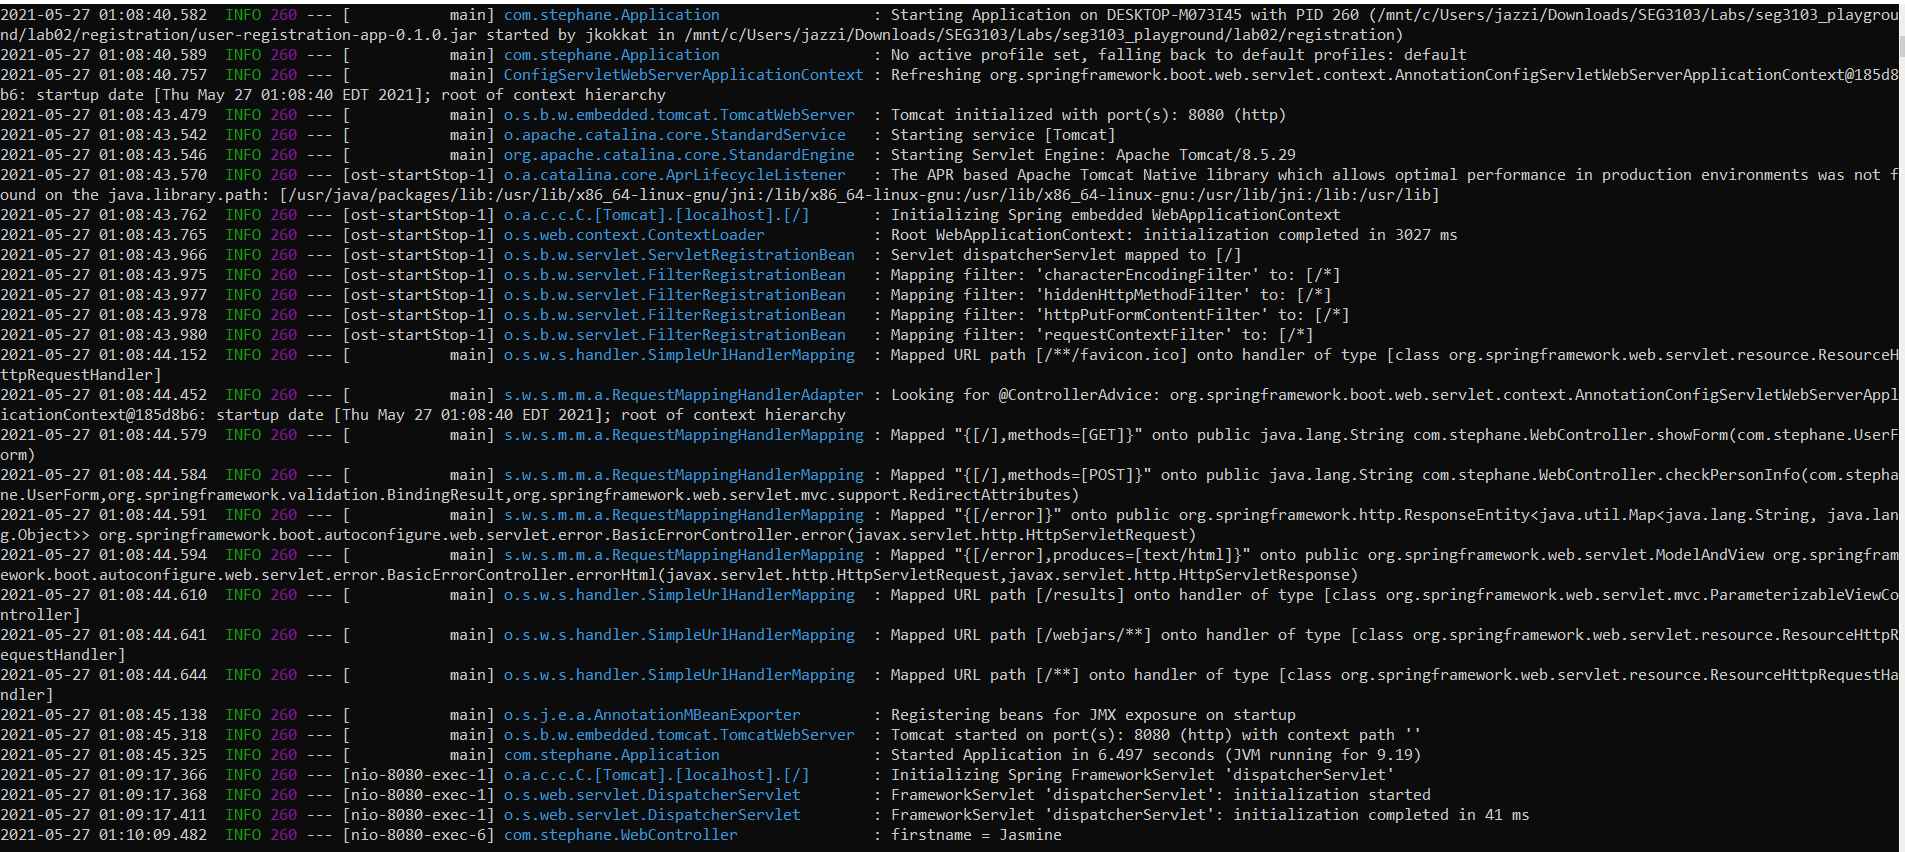 2021-05-27 01:08:40.582  INFO 260 --- [           main] com.stephane.Application                 : Starting Application on DESKTOP-M073I45 with PID 260 (/mnt/c/Users/jazzi/Downloads/SEG3103/Labs/seg3103_playgrou
nd/lab02/registration/user-registration-app-0.1.0.jar started by jkokkat in /mnt/c/Users/jazzi/Downloads/SEG3103/Labs/seg3103_playground/lab02/registration)
2021-05-27 01:08:40.589  INFO 260 --- [           main] com.stephane.Application                 : No active profile set, falling back to default profiles: default
2021-05-27 01:08:40.757  INFO 260 --- [           main] ConfigServletWebServerApplicationContext : Refreshing org.springframework.boot.web.servlet.context.AnnotationConfigServletWebServerApplicationContext@185d8
b6: startup date [Thu May 27 01:08:40 EDT 2021]; root of context hierarchy
2021-05-27 01:08:43.479  INFO 260 --- [           main] o.s.b.w.embedded.tomcat.TomcatWebServer  : Tomcat initialized with port(s): 8080 (http)
2021-05-27 01:08:43.542  INFO 260 --- [           main] o.apache.catalina.core.StandardService   : Starting service [Tomcat]
2021-05-27 01:08:43.546  INFO 260 --- [           main] org.apache.catalina.core.StandardEngine  : Starting Servlet Engine: Apache Tomcat/8.5.29
2021-05-27 01:08:43.570  INFO 260 --- [ost-startStop-1] o.a.catalina.core.AprLifecycleListener   : The APR based Apache Tomcat Native library which allows optimal performance in production environments was not f
ound on the java.library.path: [/usr/java/packages/lib:/usr/lib/x86_64-linux-gnu/jni:/lib/x86_64-linux-gnu:/usr/lib/x86_64-linux-gnu:/usr/lib/jni:/lib:/usr/lib]
2021-05-27 01:08:43.762  INFO 260 --- [ost-startStop-1] o.a.c.c.C.[Tomcat].[localhost].[/]       : Initializing Spring embedded WebApplicationContext
2021-05-27 01:08:43.765  INFO 260 --- [ost-startStop-1] o.s.web.context.ContextLoader            : Root WebApplicationContext: initialization completed in 3027 ms
2021-05-27 01:08:43.966  INFO 260 --- [ost-startStop-1] o.s.b.w.servlet.ServletRegistrationBean  : Servlet dispatcherServlet mapped to [/]
2021-05-27 01:08:43.975  INFO 260 --- [ost-startStop-1] o.s.b.w.servlet.FilterRegistrationBean   : Mapping filter: 'characterEncodingFilter' to: [/*]
2021-05-27 01:08:43.977  INFO 260 --- [ost-startStop-1] o.s.b.w.servlet.FilterRegistrationBean   : Mapping filter: 'hiddenHttpMethodFilter' to: [/*]
2021-05-27 01:08:43.978  INFO 260 --- [ost-startStop-1] o.s.b.w.servlet.FilterRegistrationBean   : Mapping filter: 'httpPutFormContentFilter' to: [/*]
2021-05-27 01:08:43.980  INFO 260 --- [ost-startStop-1] o.s.b.w.servlet.FilterRegistrationBean   : Mapping filter: 'requestContextFilter' to: [/*]
2021-05-27 01:08:44.152  INFO 260 --- [           main] o.s.w.s.handler.SimpleUrlHandlerMapping  : Mapped URL path [/**/favicon.ico] onto handler of type [class org.springframework.web.servlet.resource.ResourceH
ttpRequestHandler]
2021-05-27 01:08:44.452  INFO 260 --- [           main] s.w.s.m.m.a.RequestMappingHandlerAdapter : Looking for @ControllerAdvice: org.springframework.boot.web.servlet.context.AnnotationConfigServletWebServerAppl
icationContext@185d8b6: startup date [Thu May 27 01:08:40 EDT 2021]; root of context hierarchy
2021-05-27 01:08:44.579  INFO 260 --- [           main] s.w.s.m.m.a.RequestMappingHandlerMapping : Mapped "{[/],methods=[GET]}" onto public java.lang.String com.stephane.WebController.showForm(com.stephane.UserF
orm)
2021-05-27 01:08:44.584  INFO 260 --- [           main] s.w.s.m.m.a.RequestMappingHandlerMapping : Mapped "{[/],methods=[POST]}" onto public java.lang.String com.stephane.WebController.checkPersonInfo(com.stepha
ne.UserForm,org.springframework.validation.BindingResult,org.springframework.web.servlet.mvc.support.RedirectAttributes)
2021-05-27 01:08:44.591  INFO 260 --- [           main] s.w.s.m.m.a.RequestMappingHandlerMapping : Mapped "{[/error]}" onto public org.springframework.http.ResponseEntity<java.util.Map<java.lang.String, java.lan
g.Object>> org.springframework.boot.autoconfigure.web.servlet.error.BasicErrorController.error(javax.servlet.http.HttpServletRequest)
2021-05-27 01:08:44.594  INFO 260 --- [           main] s.w.s.m.m.a.RequestMappingHandlerMapping : Mapped "{[/error],produces=[text/html]}" onto public org.springframework.web.servlet.ModelAndView org.springfram
ework.boot.autoconfigure.web.servlet.error.BasicErrorController.errorHtml(javax.servlet.http.HttpServletRequest,javax.servlet.http.HttpServletResponse)
2021-05-27 01:08:44.610  INFO 260 --- [           main] o.s.w.s.handler.SimpleUrlHandlerMapping  : Mapped URL path [/results] onto handler of type [class org.springframework.web.servlet.mvc.ParameterizableViewCo
ntroller]
2021-05-27 01:08:44.641  INFO 260 --- [           main] o.s.w.s.handler.SimpleUrlHandlerMapping  : Mapped URL path [/webjars/**] onto handler of type [class org.springframework.web.servlet.resource.ResourceHttpR
equestHandler]
2021-05-27 01:08:44.644  INFO 260 --- [           main] o.s.w.s.handler.SimpleUrlHandlerMapping  : Mapped URL path [/**] onto handler of type [class org.springframework.web.servlet.resource.ResourceHttpRequestHa
ndler]
2021-05-27 01:08:45.138  INFO 260 --- [           main] o.s.j.e.a.AnnotationMBeanExporter        : Registering beans for JMX exposure on startup
2021-05-27 01:08:45.318  INFO 260 --- [           main] o.s.b.w.embedded.tomcat.TomcatWebServer  : Tomcat started on port(s): 8080 (http) with context path ''
2021-05-27 01:08:45.325  INFO 260 --- [           main] com.stephane.Application                 : Started Application in 6.497 seconds (JVM running for 9.19)
2021-05-27 01:09:17.366  INFO 260 --- [nio-8080-exec-1] o.a.c.c.C.[Tomcat].[localhost].[/]       : Initializing Spring FrameworkServlet 'dispatcherServlet'
2021-05-27 01:09:17.368  INFO 260 --- [nio-8080-exec-1] o.s.web.servlet.DispatcherServlet        : FrameworkServlet 'dispatcherServlet': initialization started
2021-05-27 01:09:17.411  INFO 260 --- [nio-8080-exec-1] o.s.web.servlet.DispatcherServlet        : FrameworkServlet 'dispatcherServlet': initialization completed in 41 ms
2021-05-27 01:10:09.482  INFO 260 --- [nio-8080-exec-6] com.stephane.WebController               : firstname = Jasmine